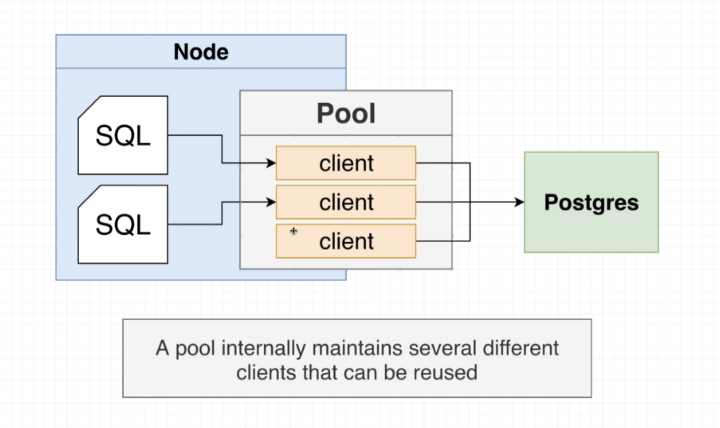 Node
Pool
SQL
client
client
Postgres
SQL
client
A pool internally maintains several different
clients that can be reused